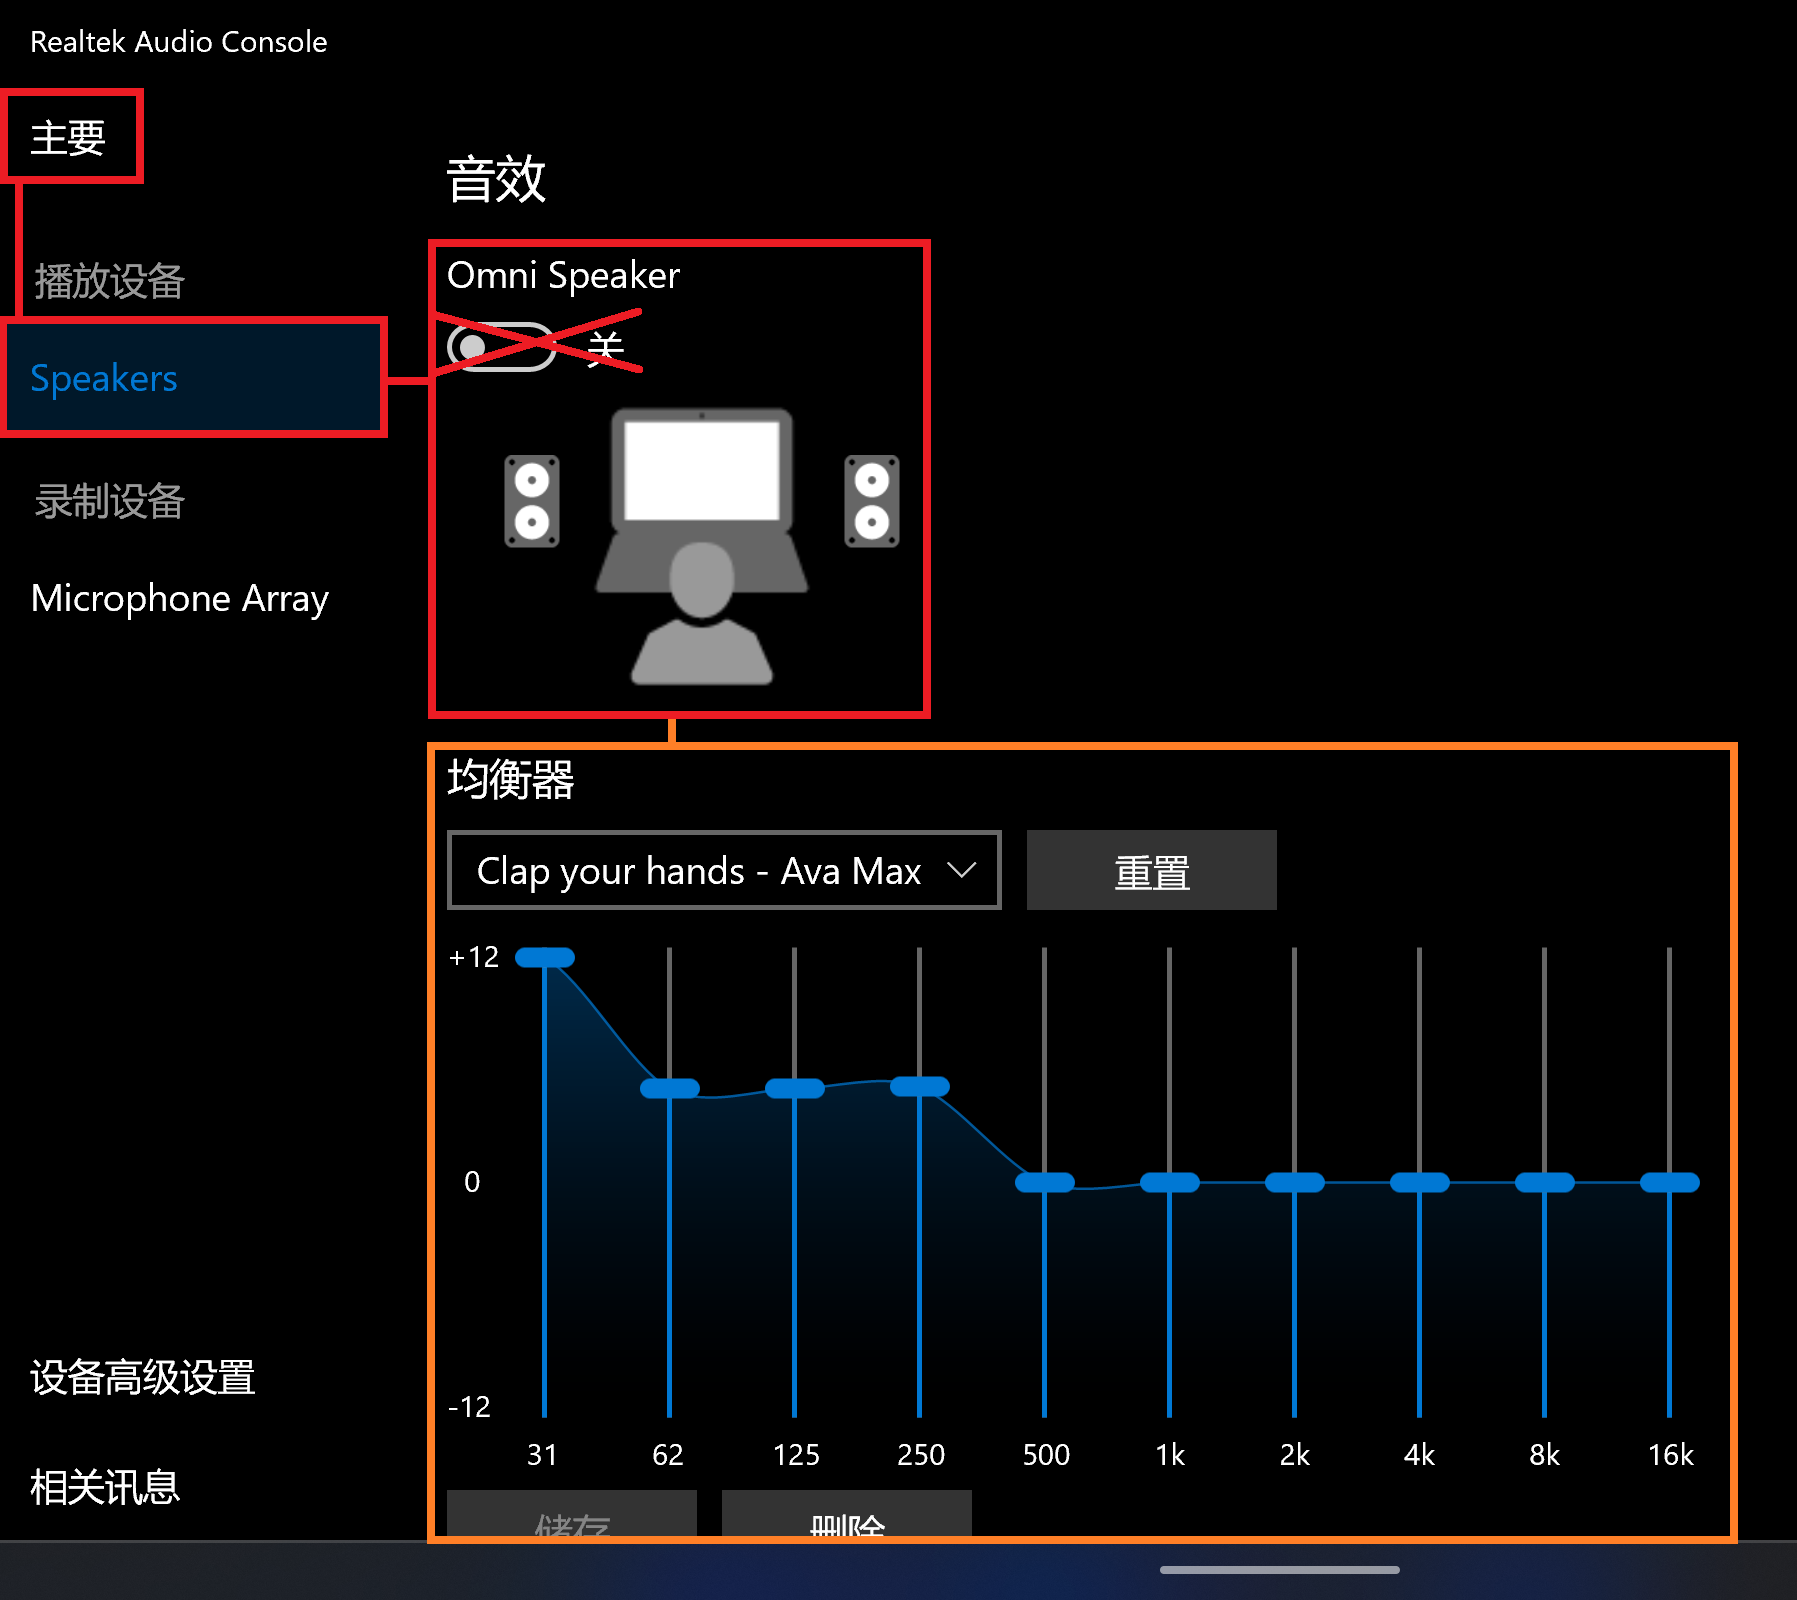 Realtek Audio Console
主要
播放设备
Speakers
录制设备
Microphone Array
设备高级设置
相关讯息
音效
Omni Speaker
关
均衡器
Clap your hands - Ava Max
重置
+12
0
-12
31 62 125 250 500 1k 2k 4k 8k 16k
储存 删除